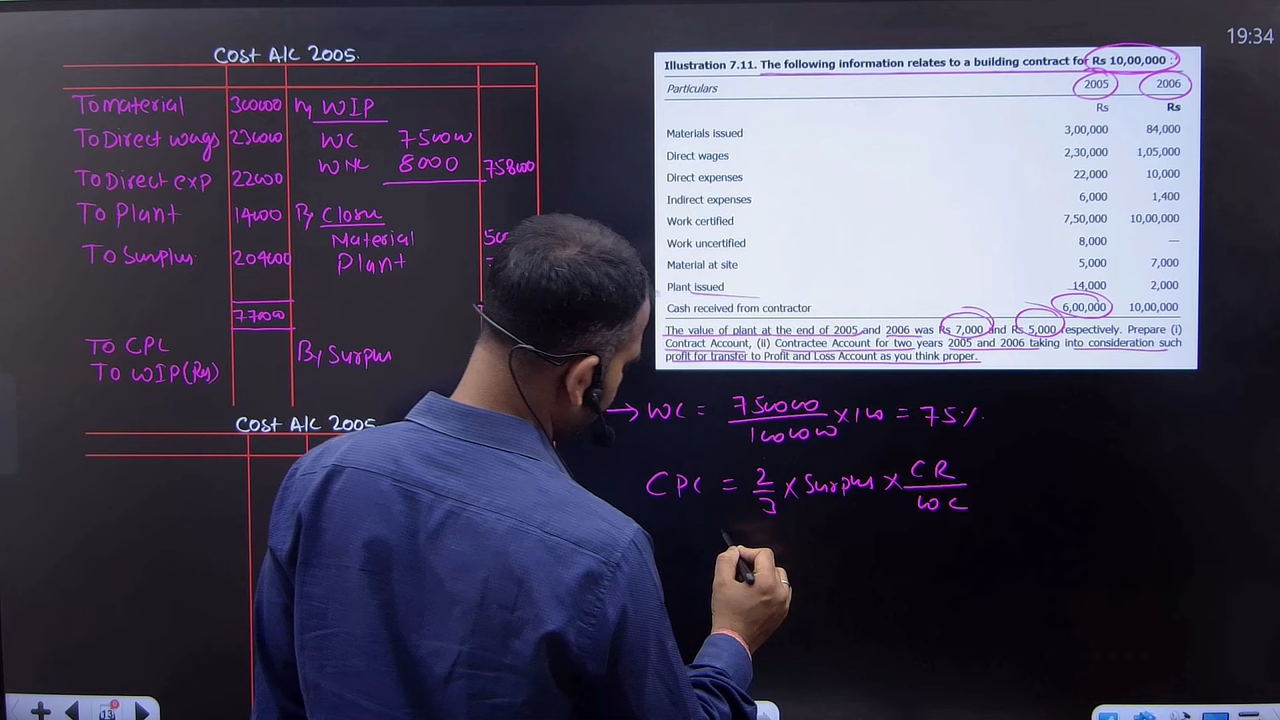 19:34
Cost A/C 2005.
To material 300000 By WIP
To Direct wags 230000 WC 750000
WNC 8000 758000
To Direct exp 22000
To Plant 14000 By Closu
Material
To Surplus 204000 Plant
770000
To CPL By Surplus
To WIP (Res)
Cost A/C 2005
Illustration 7.11. The following information relates to a building contract for Rs 10,00,000 :
Particulars 2005 2006
Rs Rs
Materials issued 3,00,000 84,000
Direct wages 2,30,000 1,05,000
Direct expenses 22,000 10,000
Indirect expenses 6,000 1,400
Work certified 7,50,000 10,00,000
Work uncertified 8,000 —
Material at site 5,000 7,000
Plant issued 14,000 2,000
Cash received from contractor 6,00,000 10,00,000
The value of plant at the end of 2005 and 2006 was Rs 7,000 and Rs 5,000 respectively. Prepare (i)
Contract Account, (ii) Contractee Account for two years 2005 and 2006 taking into consideration such
profit for transfer to Profit and Loss Account as you think proper.
→ WC = 750000/1000000 × 100 = 75%.
CPL = 2/3 × Surplus × CR/WC
13